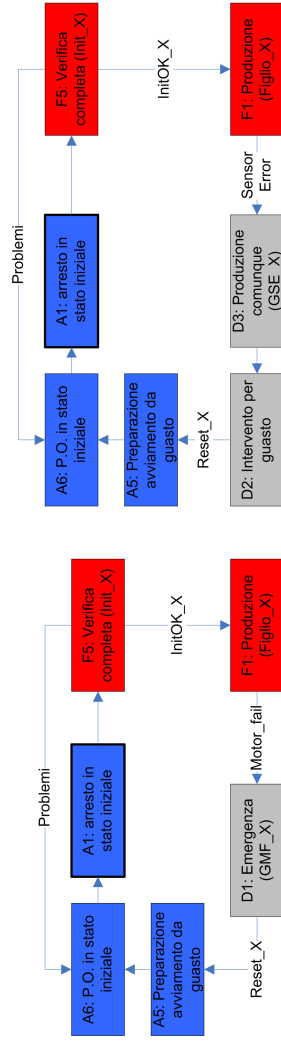 Problemi
A6: P.O. in stato
iniziale
A1: arresto in
stato iniziale
F5: Verifica
completa (Init_X)
A5: Preparazione
avviamento da
guasto
InitOK_X
Reset_X
D1: Emergenza
(GMF_X)
Motor_fail
F1: Produzione
(Figlio_X)
Problemi
A6: P.O. in stato
iniziale
A1: arresto in
stato iniziale
F5: Verifica
completa (Init_X)
A5: Preparazione
avviamento da
guasto
InitOK_X
Reset_X
D2: Intervento per
guasto
D3: Produzione
comunque
(GSE_X)
Sensor
Error
F1: Produzione
(Figlio_X)